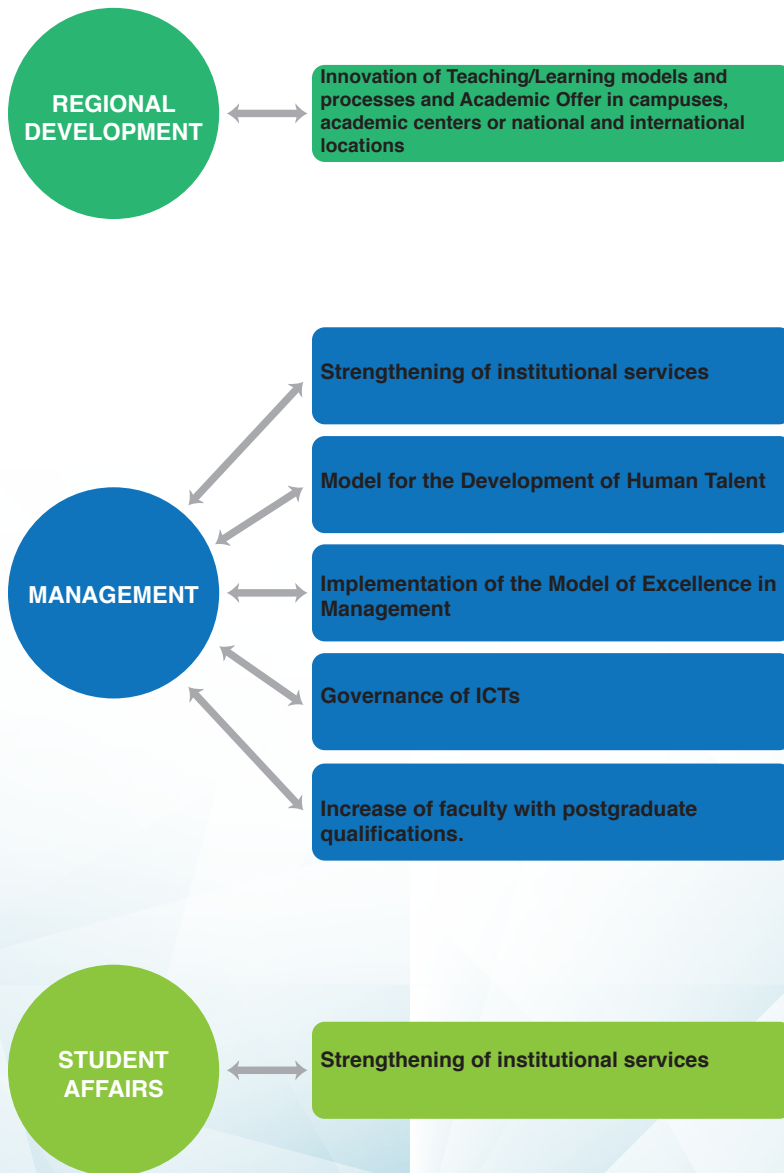 REGIONAL
DEVELOPMENT
Innovation of Teaching/Learning models and
processes and Academic Offer in campuses,
academic centers or national and international
locations
MANAGEMENT
Strengthening of institutional services
Model for the Development of Human Talent
Implementation of the Model of Excellence in
Management
Governance of ICTs
Increase of faculty with postgraduate
qualifications.
STUDENT
AFFAIRS
Strengthening of institutional services